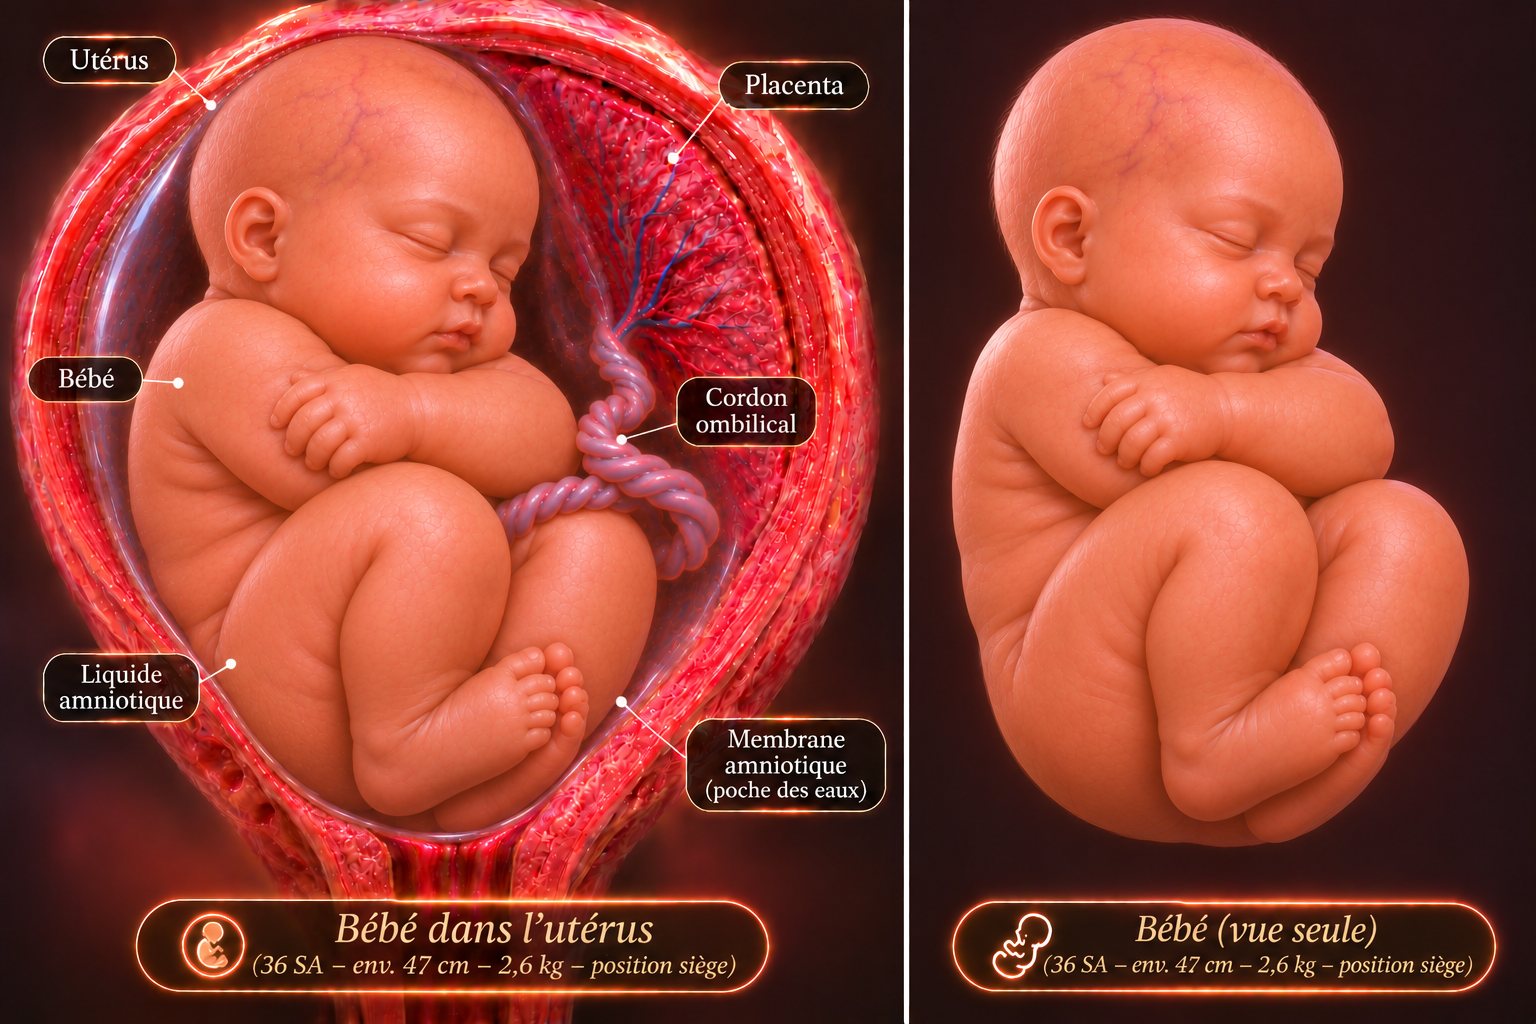 Utérus
Placenta
Bébé
Cordon
ombilical
Liquide
amniotique
Membrane
amniotique
(poche des eaux)
Bébé dans l’utérus
(36 SA – env. 47 cm – 2,6 kg – position siège)
Bébé (vue seule)
(36 SA – env. 47 cm – 2,6 kg – position siège)